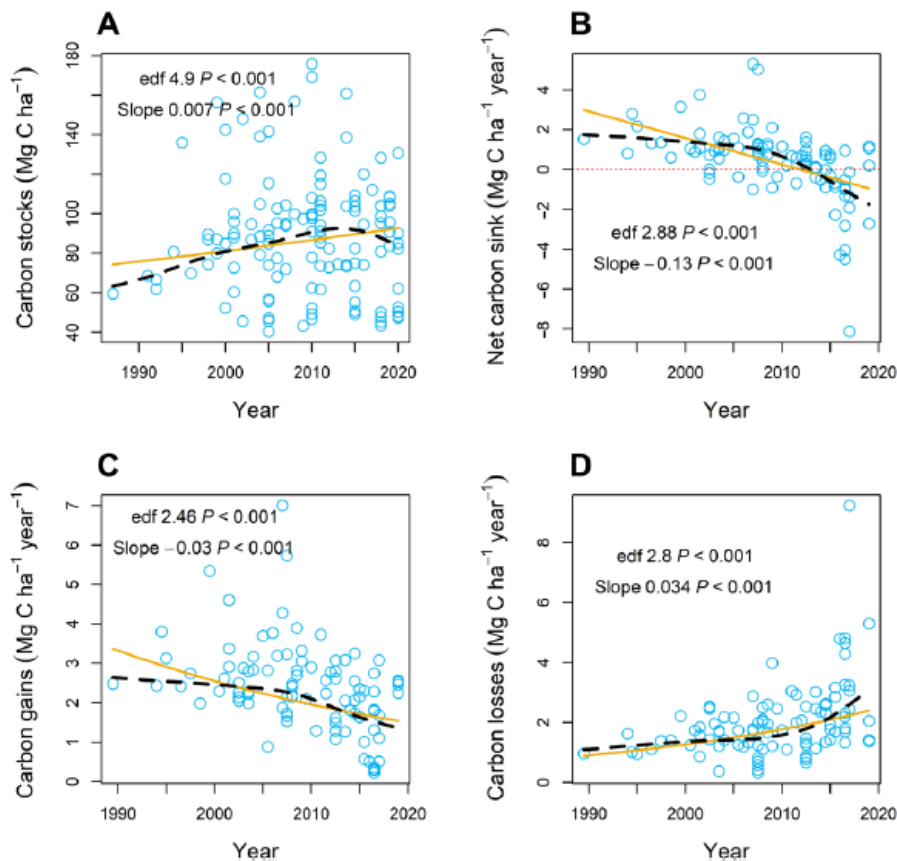 A
Carbon stocks (Mg C ha⁻¹)
180
140
100
80
60
40
edf 4.9 P < 0.001
Slope 0.007 P < 0.001
1990 2000 2010 2020
Year
B
Net carbon sink (Mg C ha⁻¹ year⁻¹)
4
2
0
−2
−4
−6
−8
edf 2.88 P < 0.001
Slope −0.13 P < 0.001
1990 2000 2010 2020
Year
C
Carbon gains (Mg C ha⁻¹ year⁻¹)
7
6
5
4
3
2
1
0
edf 2.46 P < 0.001
Slope −0.03 P < 0.001
1990 2000 2010 2020
Year
D
Carbon losses (Mg C ha⁻¹ year⁻¹)
8
6
4
2
0
edf 2.8 P < 0.001
Slope 0.034 P < 0.001
1990 2000 2010 2020
Year